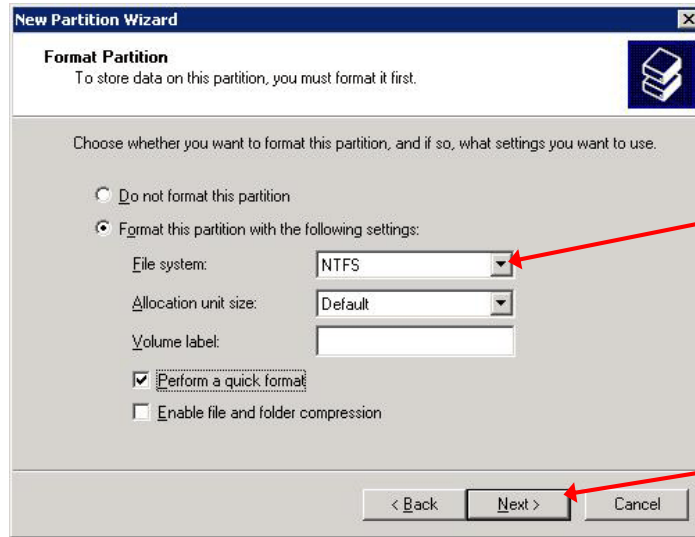 New Partition Wizard
Format Partition
To store data on this partition, you must format it first.
Choose whether you want to format this partition, and if so, what settings you want to use.
Do not format this partition
Format this partition with the following settings:
File system: NTFS
Allocation unit size: Default
Volume label:
Perform a quick format
Enable file and folder compression
< Back Next > Cancel